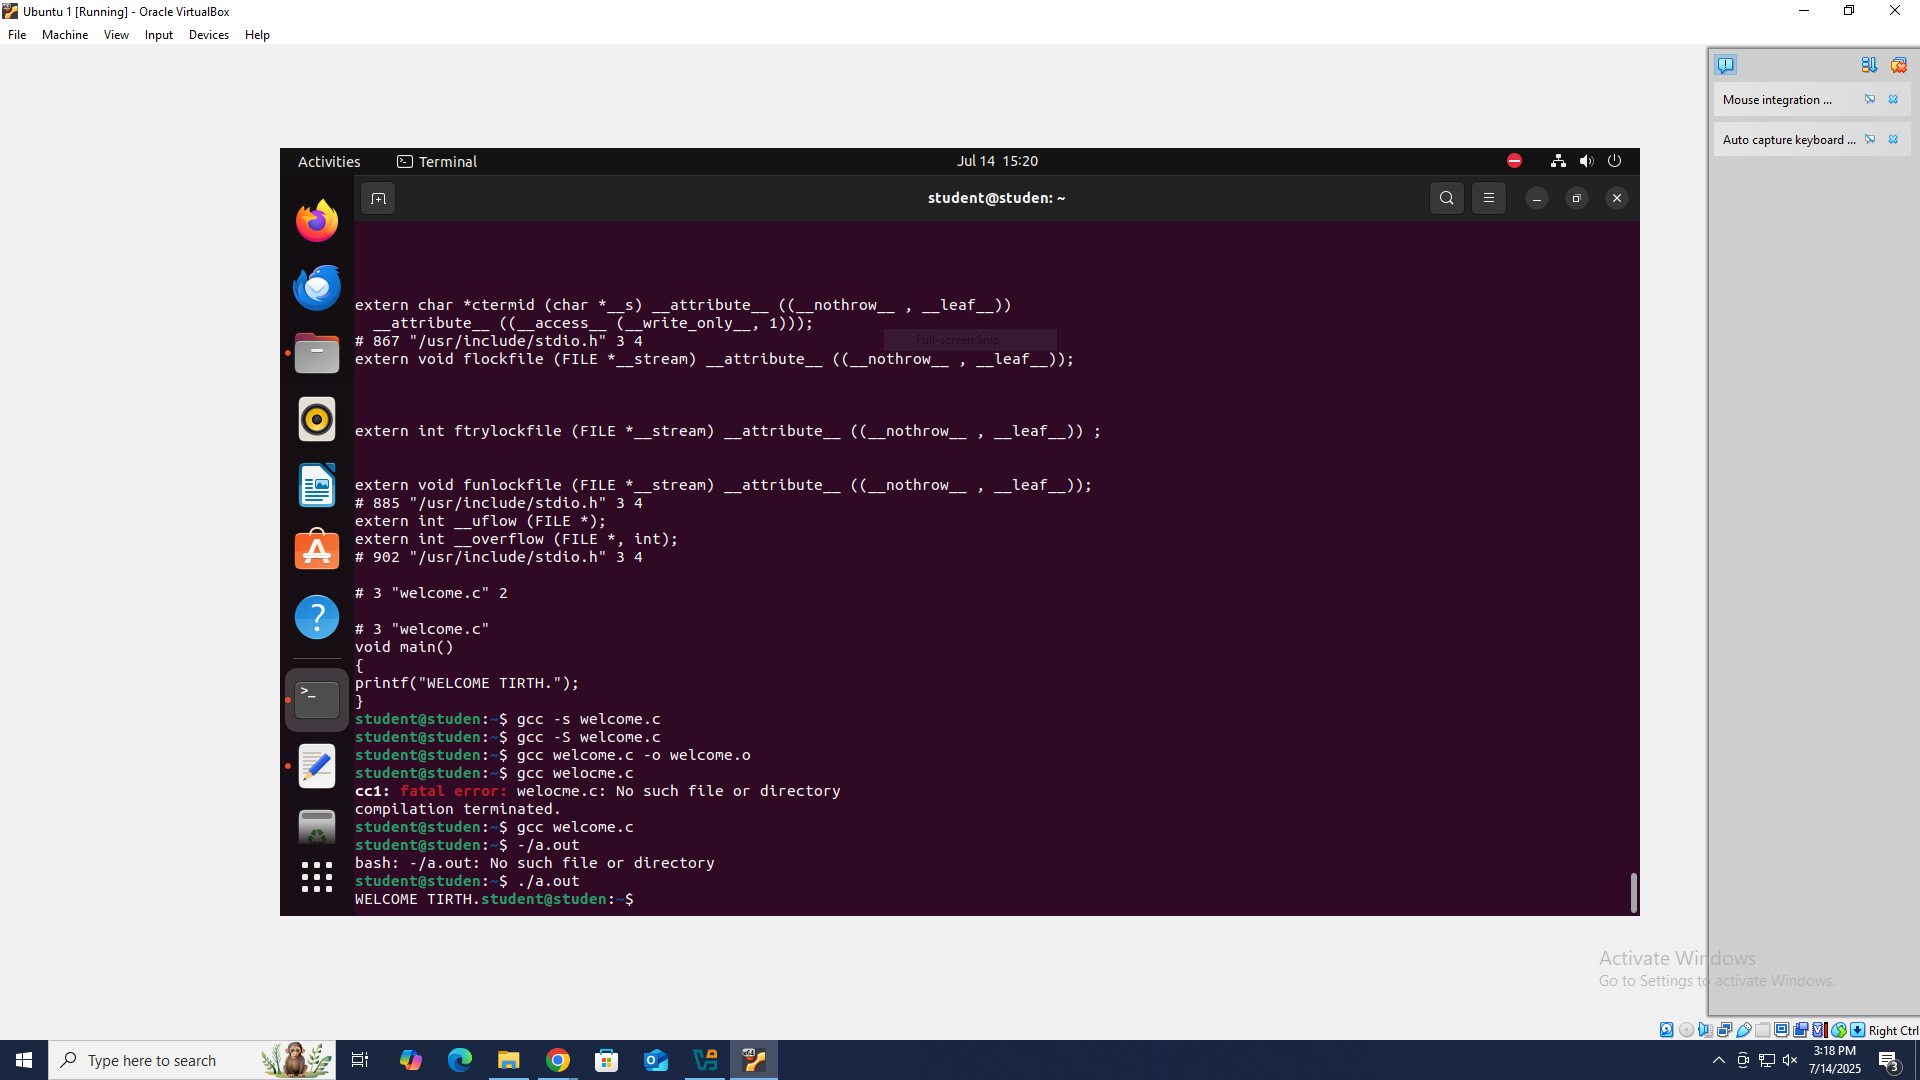 Ubuntu 1 [Running] - Oracle VirtualBox
File Machine View Input Devices Help
Mouse integration ...
Auto capture keyboard ...
Activities Terminal Jul 14 15:20
student@studen: ~
extern char *ctermid (char *__s) __attribute__ ((__nothrow__ , __leaf__))
  __attribute__ ((__access__ (__write_only__, 1)));
# 867 "/usr/include/stdio.h" 3 4
Full-screen Snip
extern void flockfile (FILE *__stream) __attribute__ ((__nothrow__ , __leaf__));
extern int ftrylockfile (FILE *__stream) __attribute__ ((__nothrow__ , __leaf__)) ;
extern void funlockfile (FILE *__stream) __attribute__ ((__nothrow__ , __leaf__));
# 885 "/usr/include/stdio.h" 3 4
extern int __uflow (FILE *);
extern int __overflow (FILE *, int);
# 902 "/usr/include/stdio.h" 3 4
# 3 "welcome.c" 2
# 3 "welcome.c"
void main()
{
printf("WELCOME TIRTH.");
}
student@studen:~$ gcc -s welcome.c
student@studen:~$ gcc -S welcome.c
student@studen:~$ gcc welcome.c -o welcome.o
student@studen:~$ gcc welocme.c
cc1: fatal error: welocme.c: No such file or directory
compilation terminated.
student@studen:~$ gcc welcome.c
student@studen:~$ -/a.out
bash: -/a.out: No such file or directory
student@studen:~$ ./a.out
WELCOME TIRTH.student@studen:~$
Activate Windows
Go to Settings to activate Windows.
Right Ctrl
Type here to search
3:18 PM
7/14/2025
3